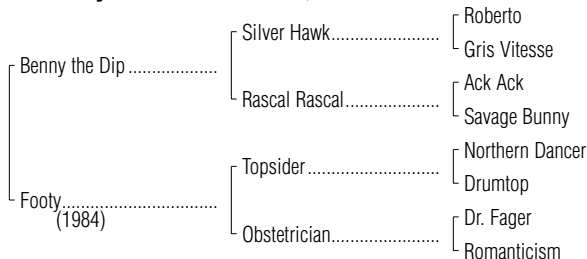 Roberto
Silver Hawk....................
Gris Vitesse
Benny the Dip.................
Ack Ack
Rascal Rascal.................
Savage Bunny
Northern Dancer
Topsider........................
Drumtop
Footy............................
(1984)
Dr. Fager
Obstetrician....................
Romanticism